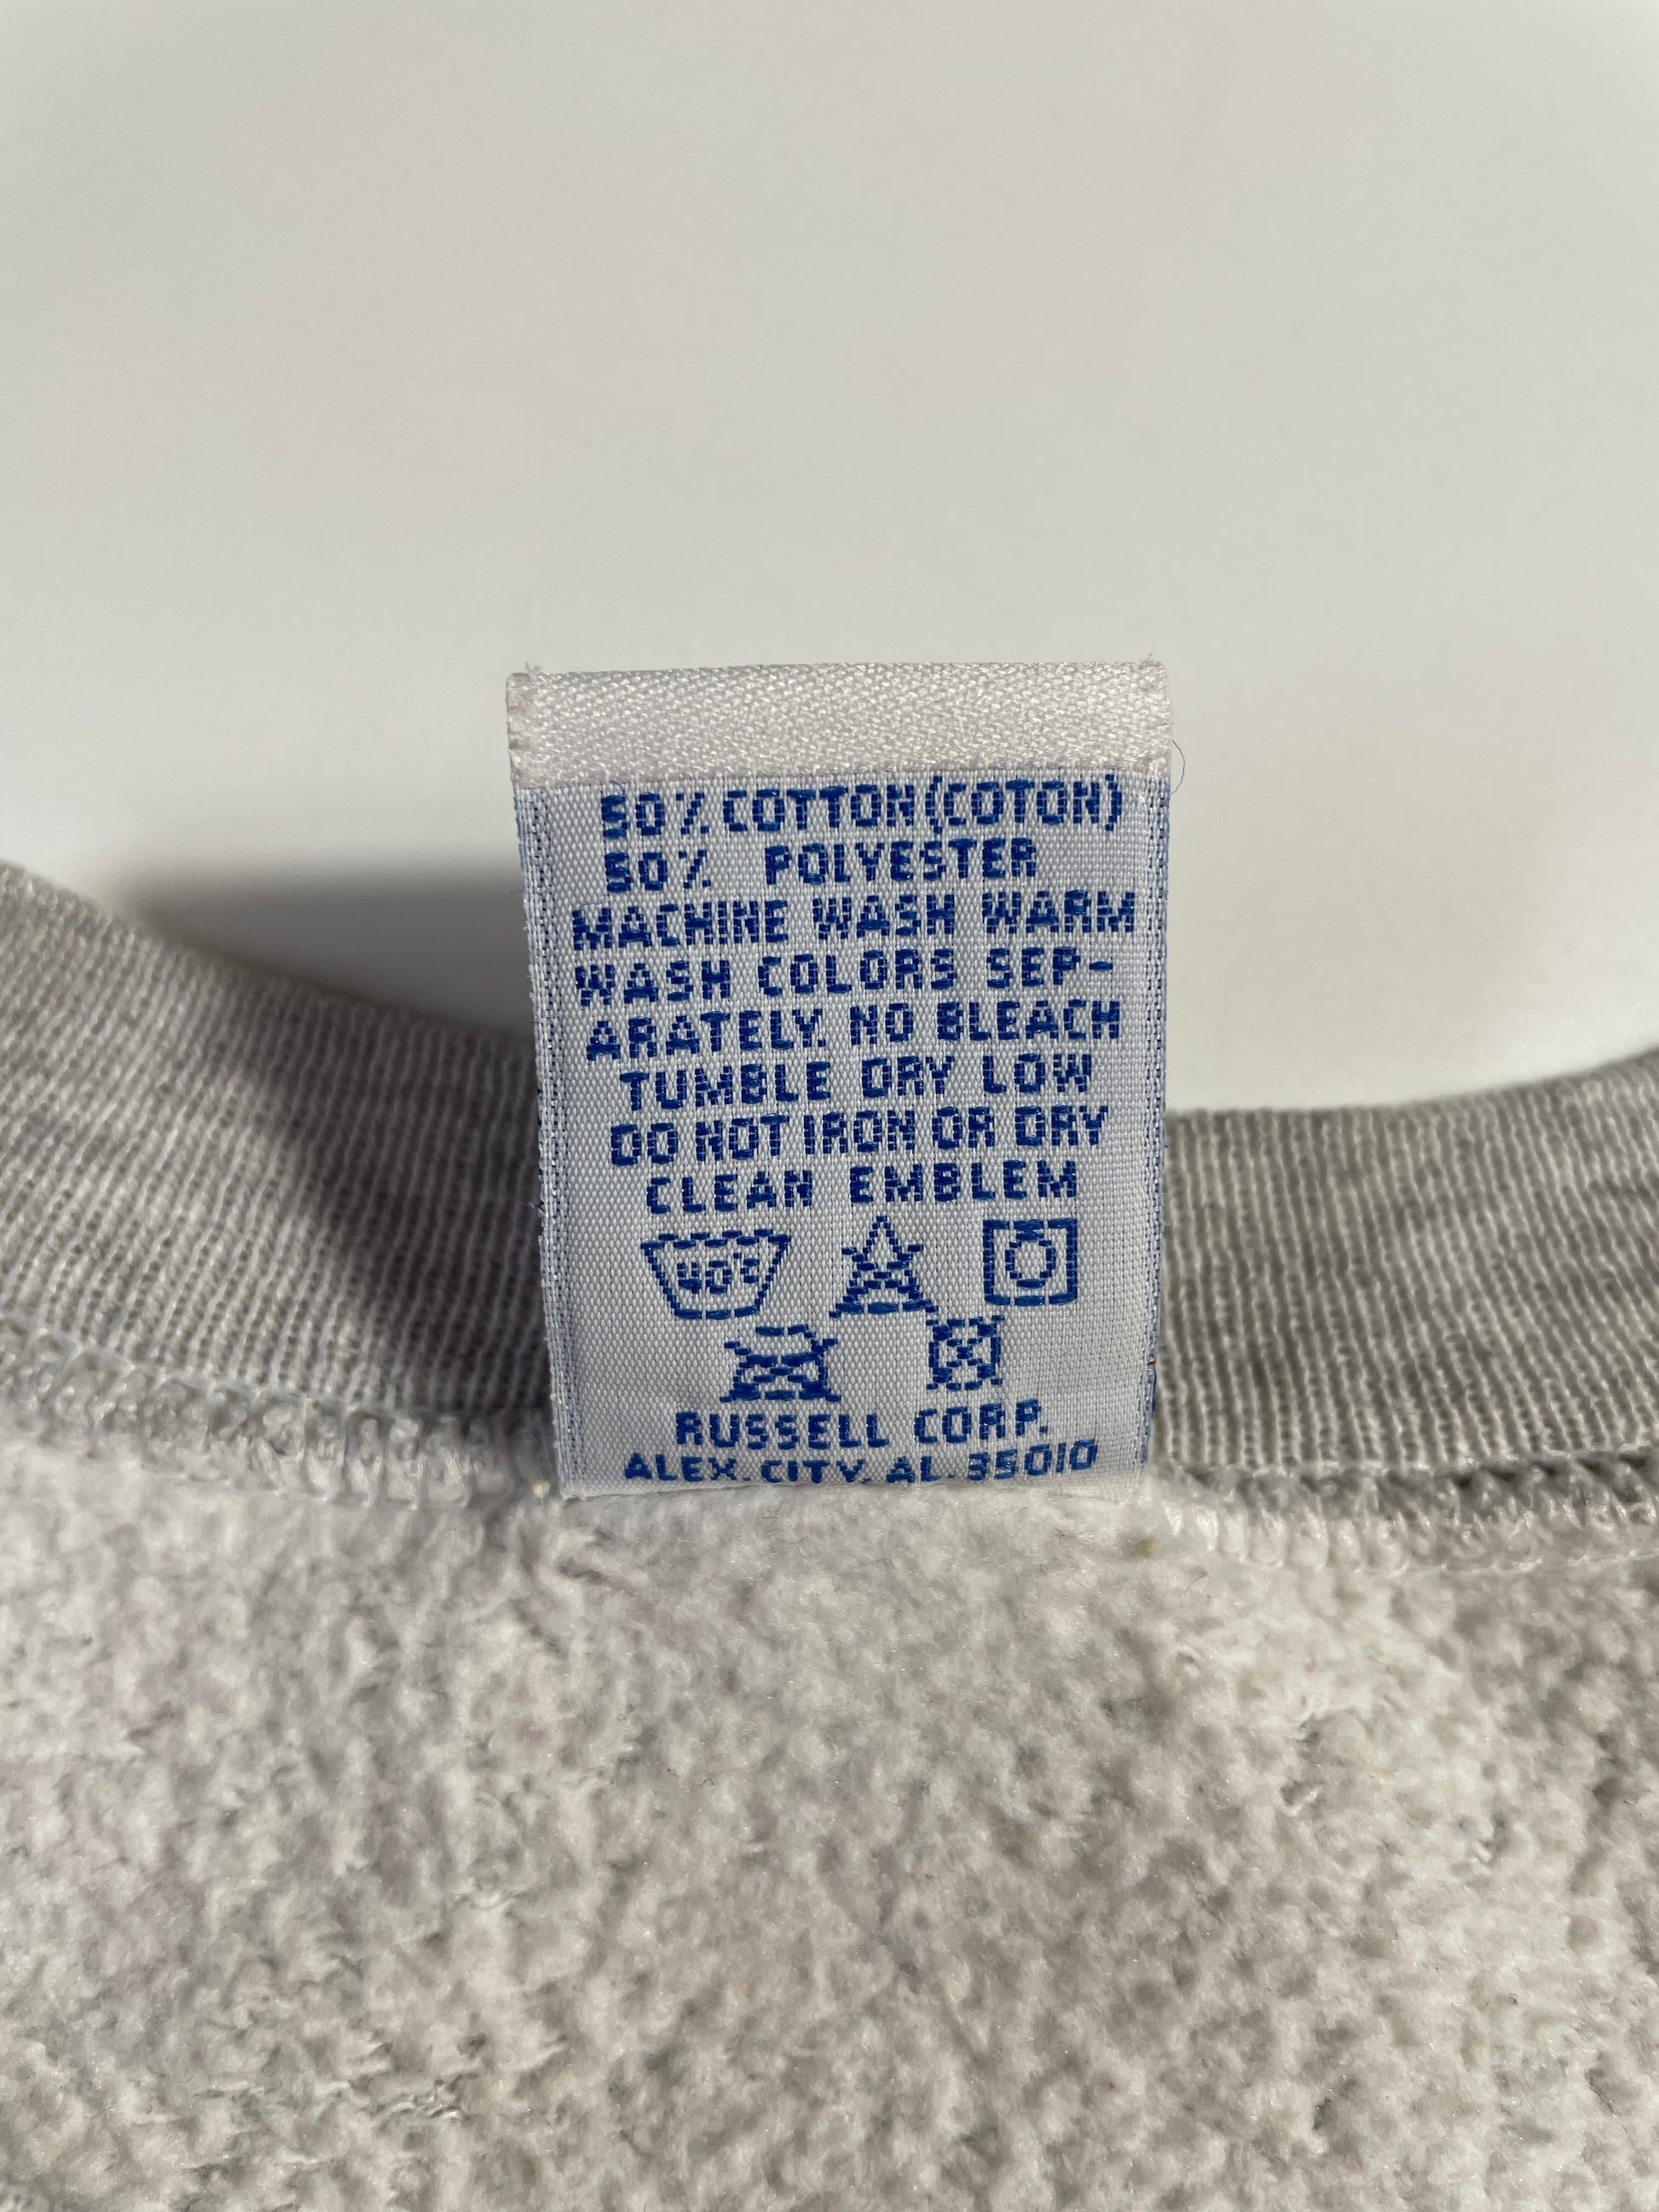 50% COTTON (COTON)
50% POLYESTER
MACHINE WASH WARM
WASH COLORS SEP-
ARATELY. NO BLEACH
TUMBLE DRY LOW
DO NOT IRON OR DRY
CLEAN EMBLEM
40°C
RUSSELL CORP.
ALEX. CITY, AL. 35010